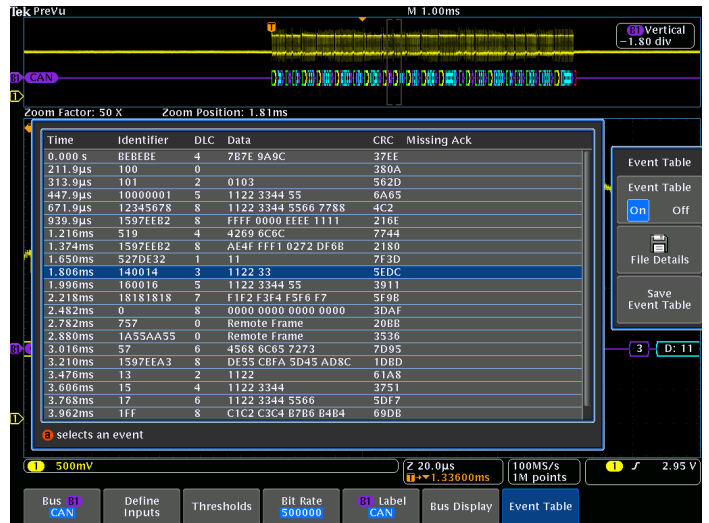 Tek PreVu M 1.00ms
B1 Vertical
-1.80 div
B1 CAN
1
Zoom Factor: 50 X Zoom Position: 1.81ms
Time Identifier DLC Data CRC Missing Ack
0.000 s BEBEBE 4 7B7E 9A9C 37EE
211.9µs 100 0 380A
313.9µs 101 2 0103 562D
447.9µs 10000001 5 1122 3344 55 6A65
671.9µs 12345678 8 1122 3344 5566 7788 4C2
939.9µs 1597EEB2 8 FFFF 0000 EEEE 1111 216E
1.216ms 519 4 4269 6C6C 7744
1.374ms 1597EEB2 8 AE4F FFF1 0272 DF6B 2180
1.650ms 527DE32 1 11 7F3D
1.806ms 140014 3 1122 33 5EDC
1.996ms 160016 5 1122 3344 55 3911
2.218ms 18181818 7 F1F2 F3F4 F5F6 F7 5F9B
2.482ms 0 8 0000 0000 0000 0000 3DAF
2.782ms 757 0 Remote Frame 20BB
2.880ms 1A55AA55 0 Remote Frame 3536
3.016ms 57 6 4568 6C65 7273 7D95
3.210ms 1597EEA3 8 DE55 CBFA 5D45 AD8C 1DBD
3.476ms 13 2 1122 61A8
3.606ms 15 4 1122 3344 3751
3.768ms 17 6 1122 3344 5566 5DF7
3.962ms 1FF 8 C1C2 C3C4 B7B6 B4B4 69DB
a selects an event
Event Table
Event Table
On Off
File Details
Save
Event Table
B1
3 D: 11
1
1 500mV
Z 20.0µs
T→▼1.33600ms
100MS/s
1M points
1 2.95 V
Bus B1
CAN
Define
Inputs
Thresholds
Bit Rate
500000
B1 Label
CAN
Bus Display
Event Table